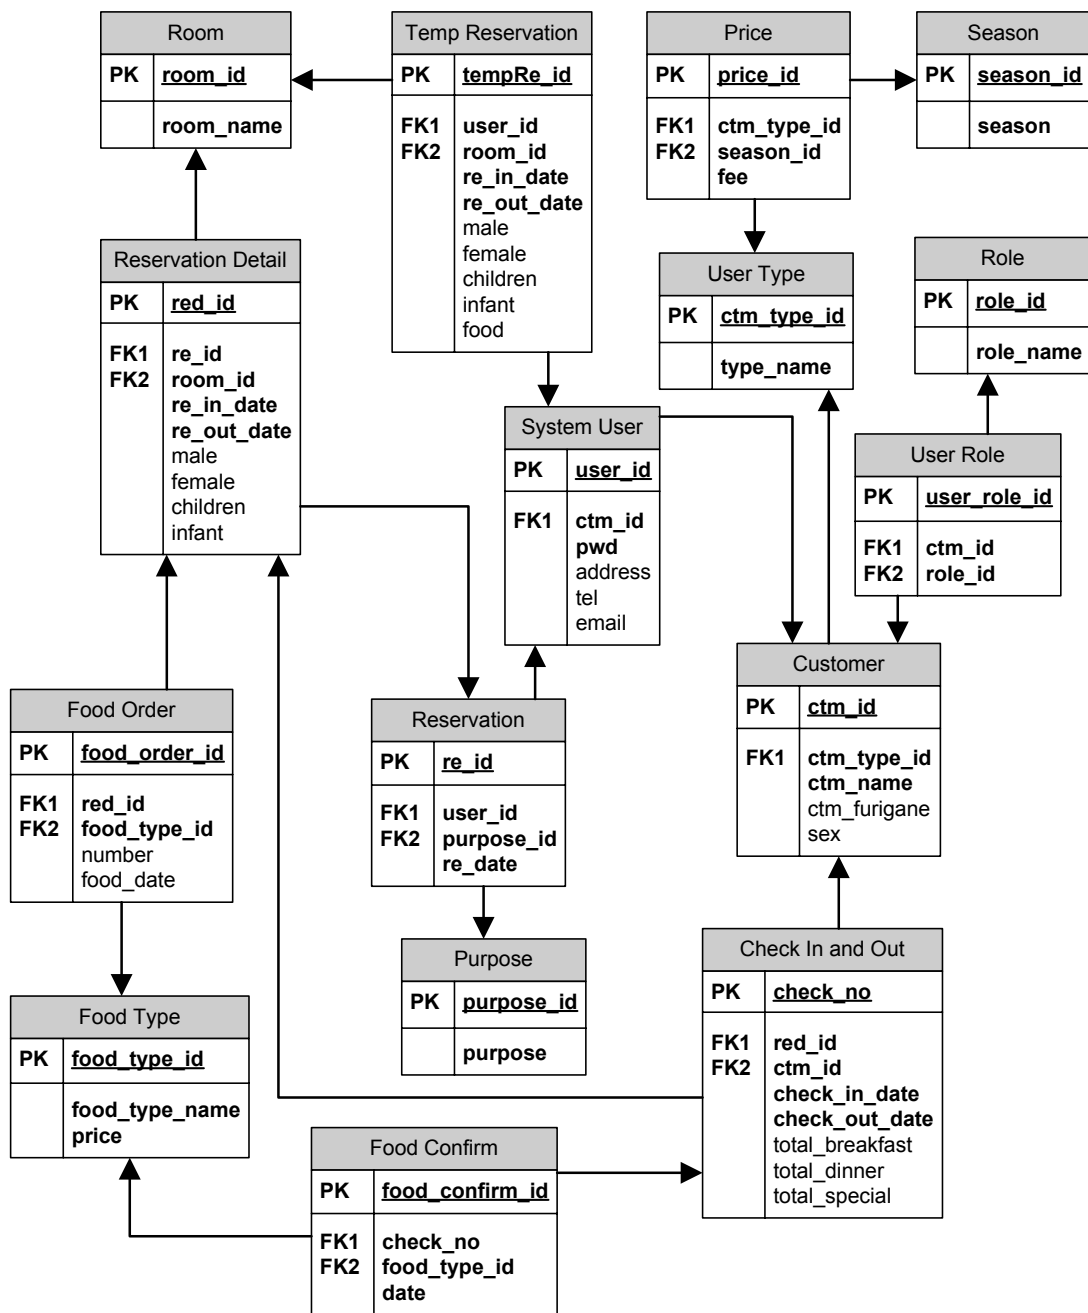 Room
PK room_id
room_name
Temp Reservation
PK tempRe_id
FK1 user_id
FK2 room_id
re_in_date
re_out_date
male
female
children
infant
food
Price
PK price_id
FK1 ctm_type_id
FK2 season_id
fee
Season
PK season_id
season
Reservation Detail
PK red_id
FK1 re_id
FK2 room_id
re_in_date
re_out_date
male
female
children
infant
User Type
PK ctm_type_id
type_name
Role
PK role_id
role_name
System User
PK user_id
FK1 ctm_id
pwd
address
tel
email
User Role
PK user_role_id
FK1 ctm_id
FK2 role_id
Food Order
PK food_order_id
FK1 red_id
FK2 food_type_id
number
food_date
Reservation
PK re_id
FK1 user_id
FK2 purpose_id
re_date
Customer
PK ctm_id
FK1 ctm_type_id
ctm_name
ctm_furigane
sex
Purpose
PK purpose_id
purpose
Check In and Out
PK check_no
FK1 red_id
FK2 ctm_id
check_in_date
check_out_date
total_breakfast
total_dinner
total_special
Food Type
PK food_type_id
food_type_name
price
Food Confirm
PK food_confirm_id
FK1 check_no
FK2 food_type_id
date